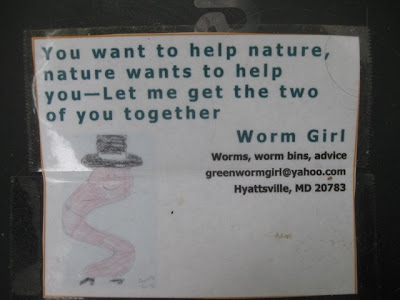 You want to help nature,
nature wants to help
you—Let me get the two
of you together
Worm Girl
Worms, worm bins, advice
greenwormgirl@yahoo.com
Hyattsville, MD 20783